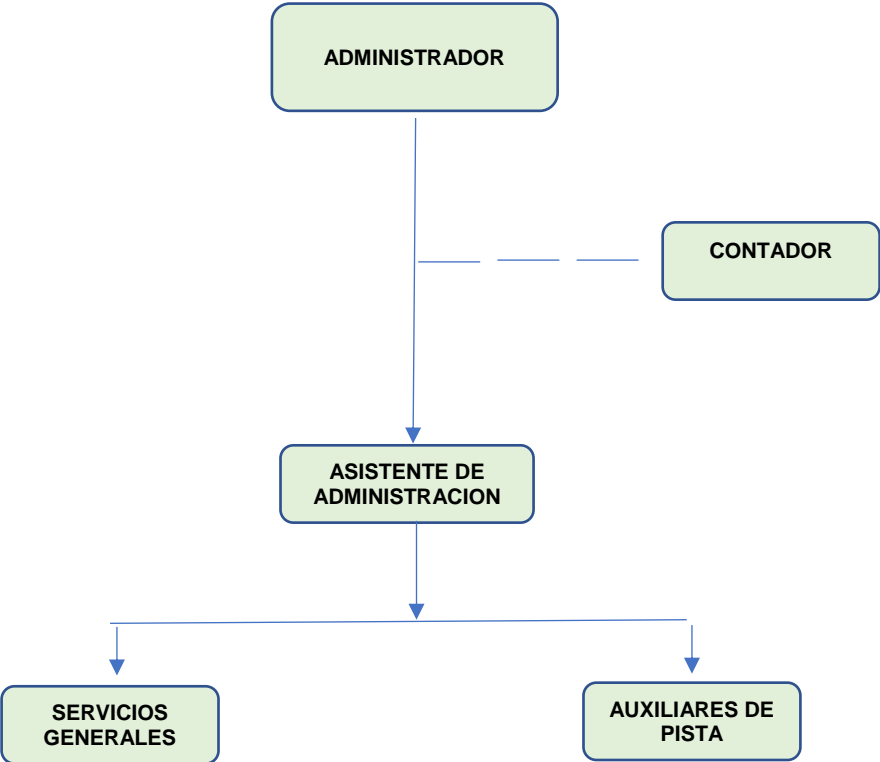 ADMINISTRADOR
CONTADOR
ASISTENTE DE
ADMINISTRACION
SERVICIOS
GENERALES
AUXILIARES DE
PISTA